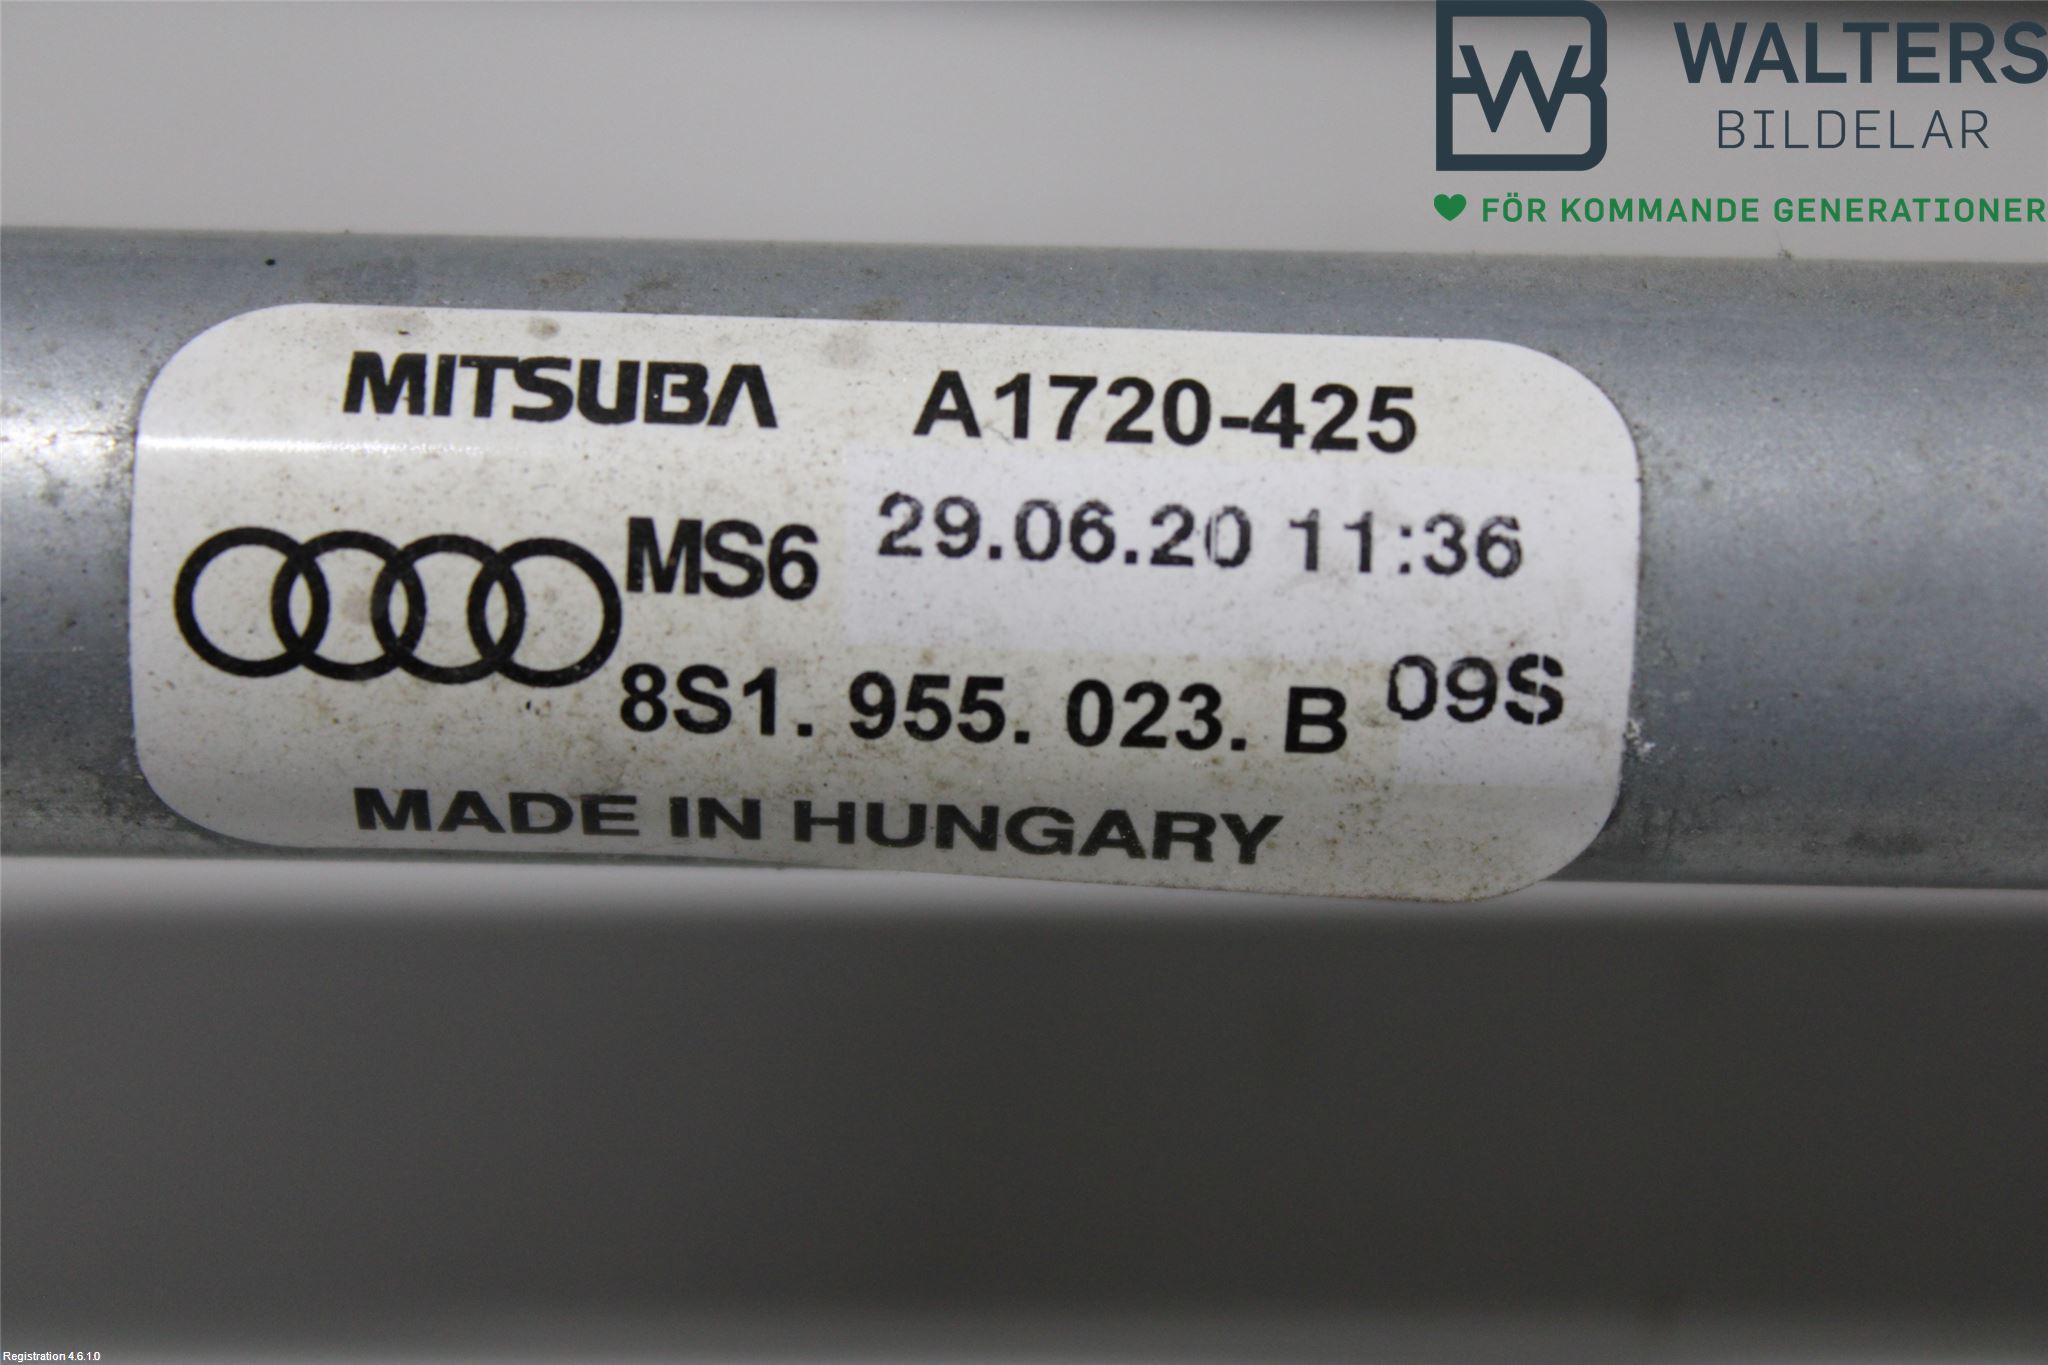 WALTERS
BILDELAR
FÖR KOMMANDE GENERATIONER
MITSUBA A1720-425
MS6 29.06.20 11:36
8S1. 955. 023. B 09S
MADE IN HUNGARY
Registration 4.6.1.0